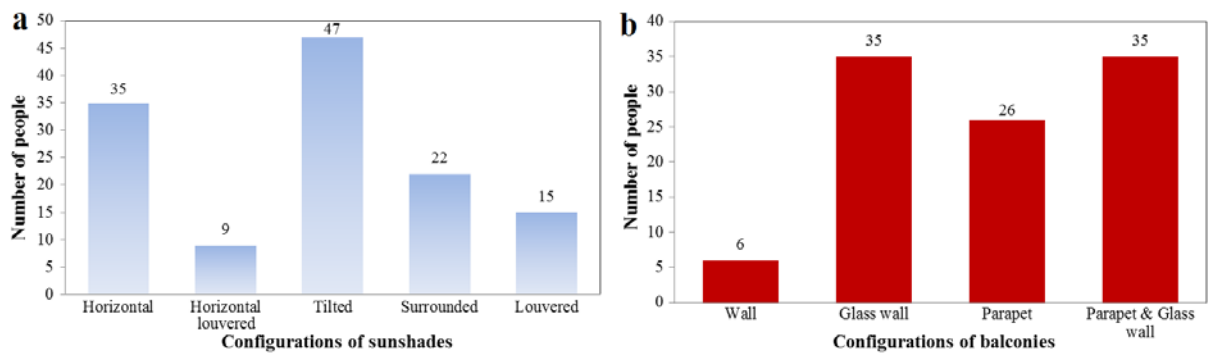 a
Number of people
50
45
40
35
30
25
20
15
10
5
0
35
9
47
22
15
Horizontal
Horizontal
louvered
Tilted
Surrounded
Louvered
Configurations of sunshades
b
Number of people
40
35
30
25
20
15
10
5
0
6
35
26
35
Wall
Glass wall
Parapet
Parapet & Glass
wall
Configurations of balconies